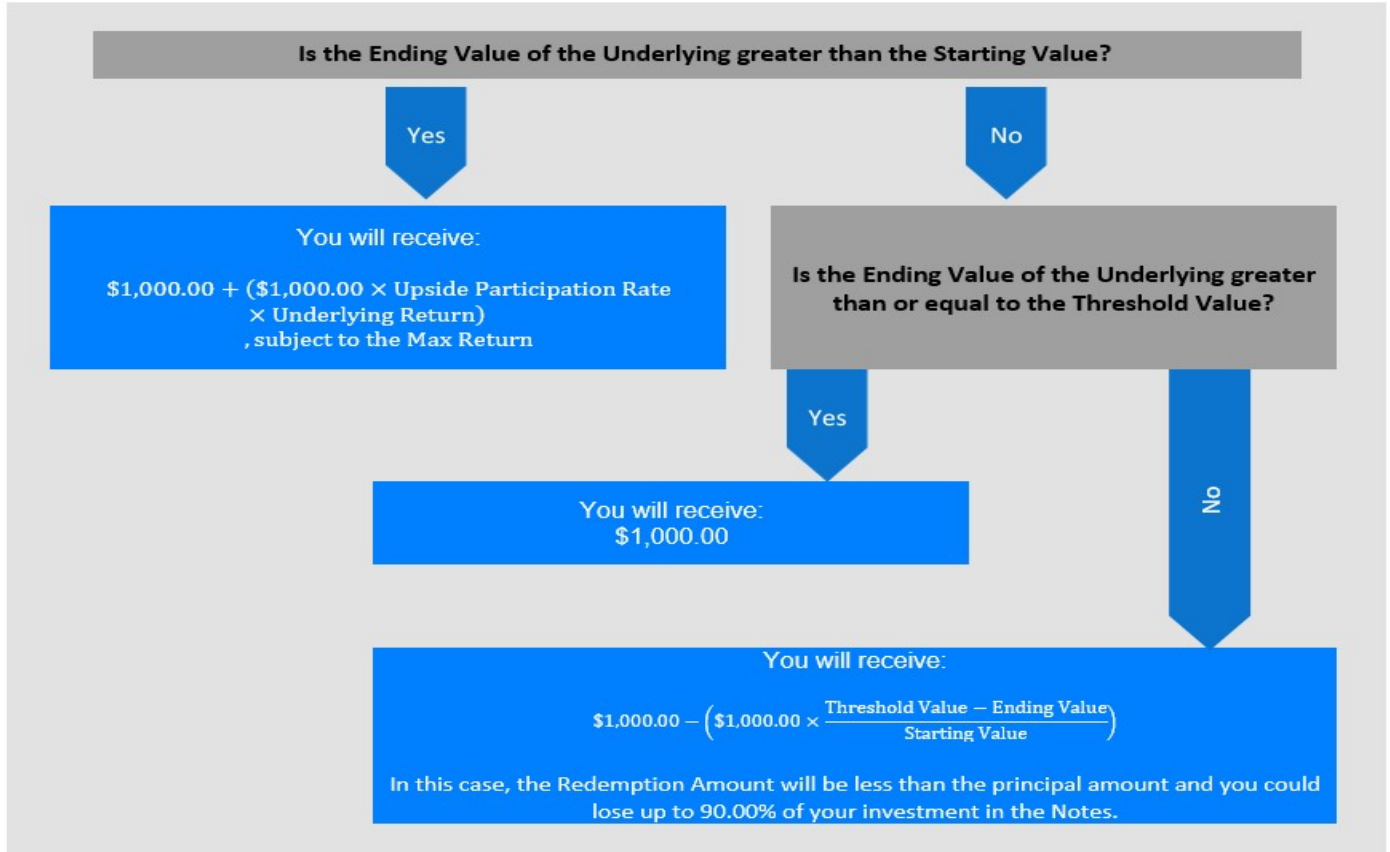 Is the Ending Value of the Underlying greater than the Starting Value?
Yes
No
You will receive:
$1,000.00 + ($1,000.00 × Upside Participation Rate
× Underlying Return)
, subject to the Max Return
Is the Ending Value of the Underlying greater
than or equal to the Threshold Value?
Yes
No
You will receive:
$1,000.00
You will receive:
$1,000.00 − ($1,000.00 × Threshold Value − Ending Value
Starting Value)
In this case, the Redemption Amount will be less than the principal amount and you could
lose up to 90.00% of your investment in the Notes.